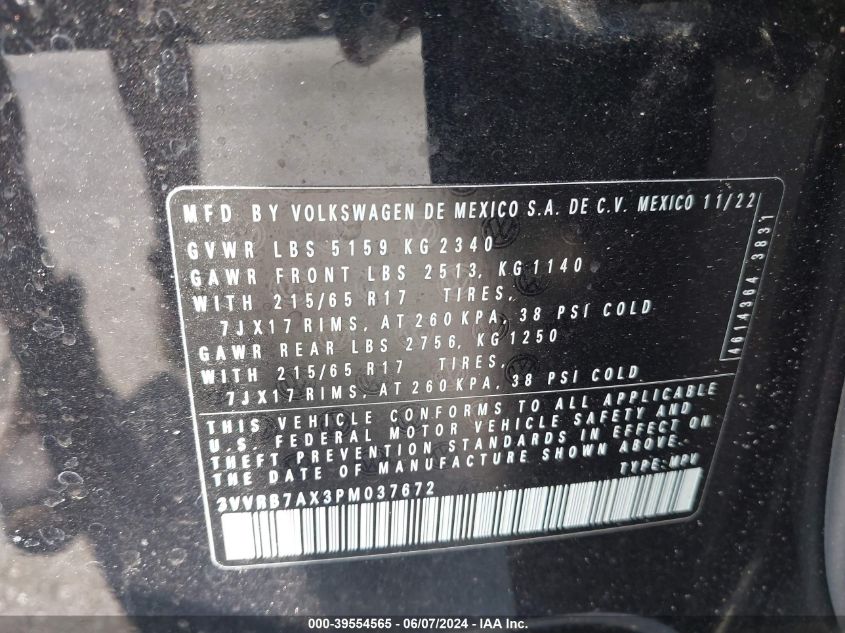 MFD BY VOLKSWAGEN DE MEXICO S.A. DE C.V. MEXICO 11/22
GVWR LBS 5159 KG 2340
GAWR FRONT LBS 2513, KG 1140
WITH 215/65 R17 TIRES,
7JX17 RIMS, AT 260 KPA, 38 PSI COLD
GAWR REAR LBS 2756, KG 1250
WITH 215/65 R17 TIRES,
7JX17 RIMS, AT 260 KPA, 38 PSI COLD
4614364 3831
THIS VEHICLE CONFORMS TO ALL APPLICABLE
U.S. FEDERAL MOTOR VEHICLE SAFETY AND
THEFT PREVENTION STANDARDS IN EFFECT ON
THE DATE OF MANUFACTURE SHOWN ABOVE.
TYPE: MPV
3VVRB7AX3PM037672
000-39554565 - 06/07/2024 - IAA Inc.